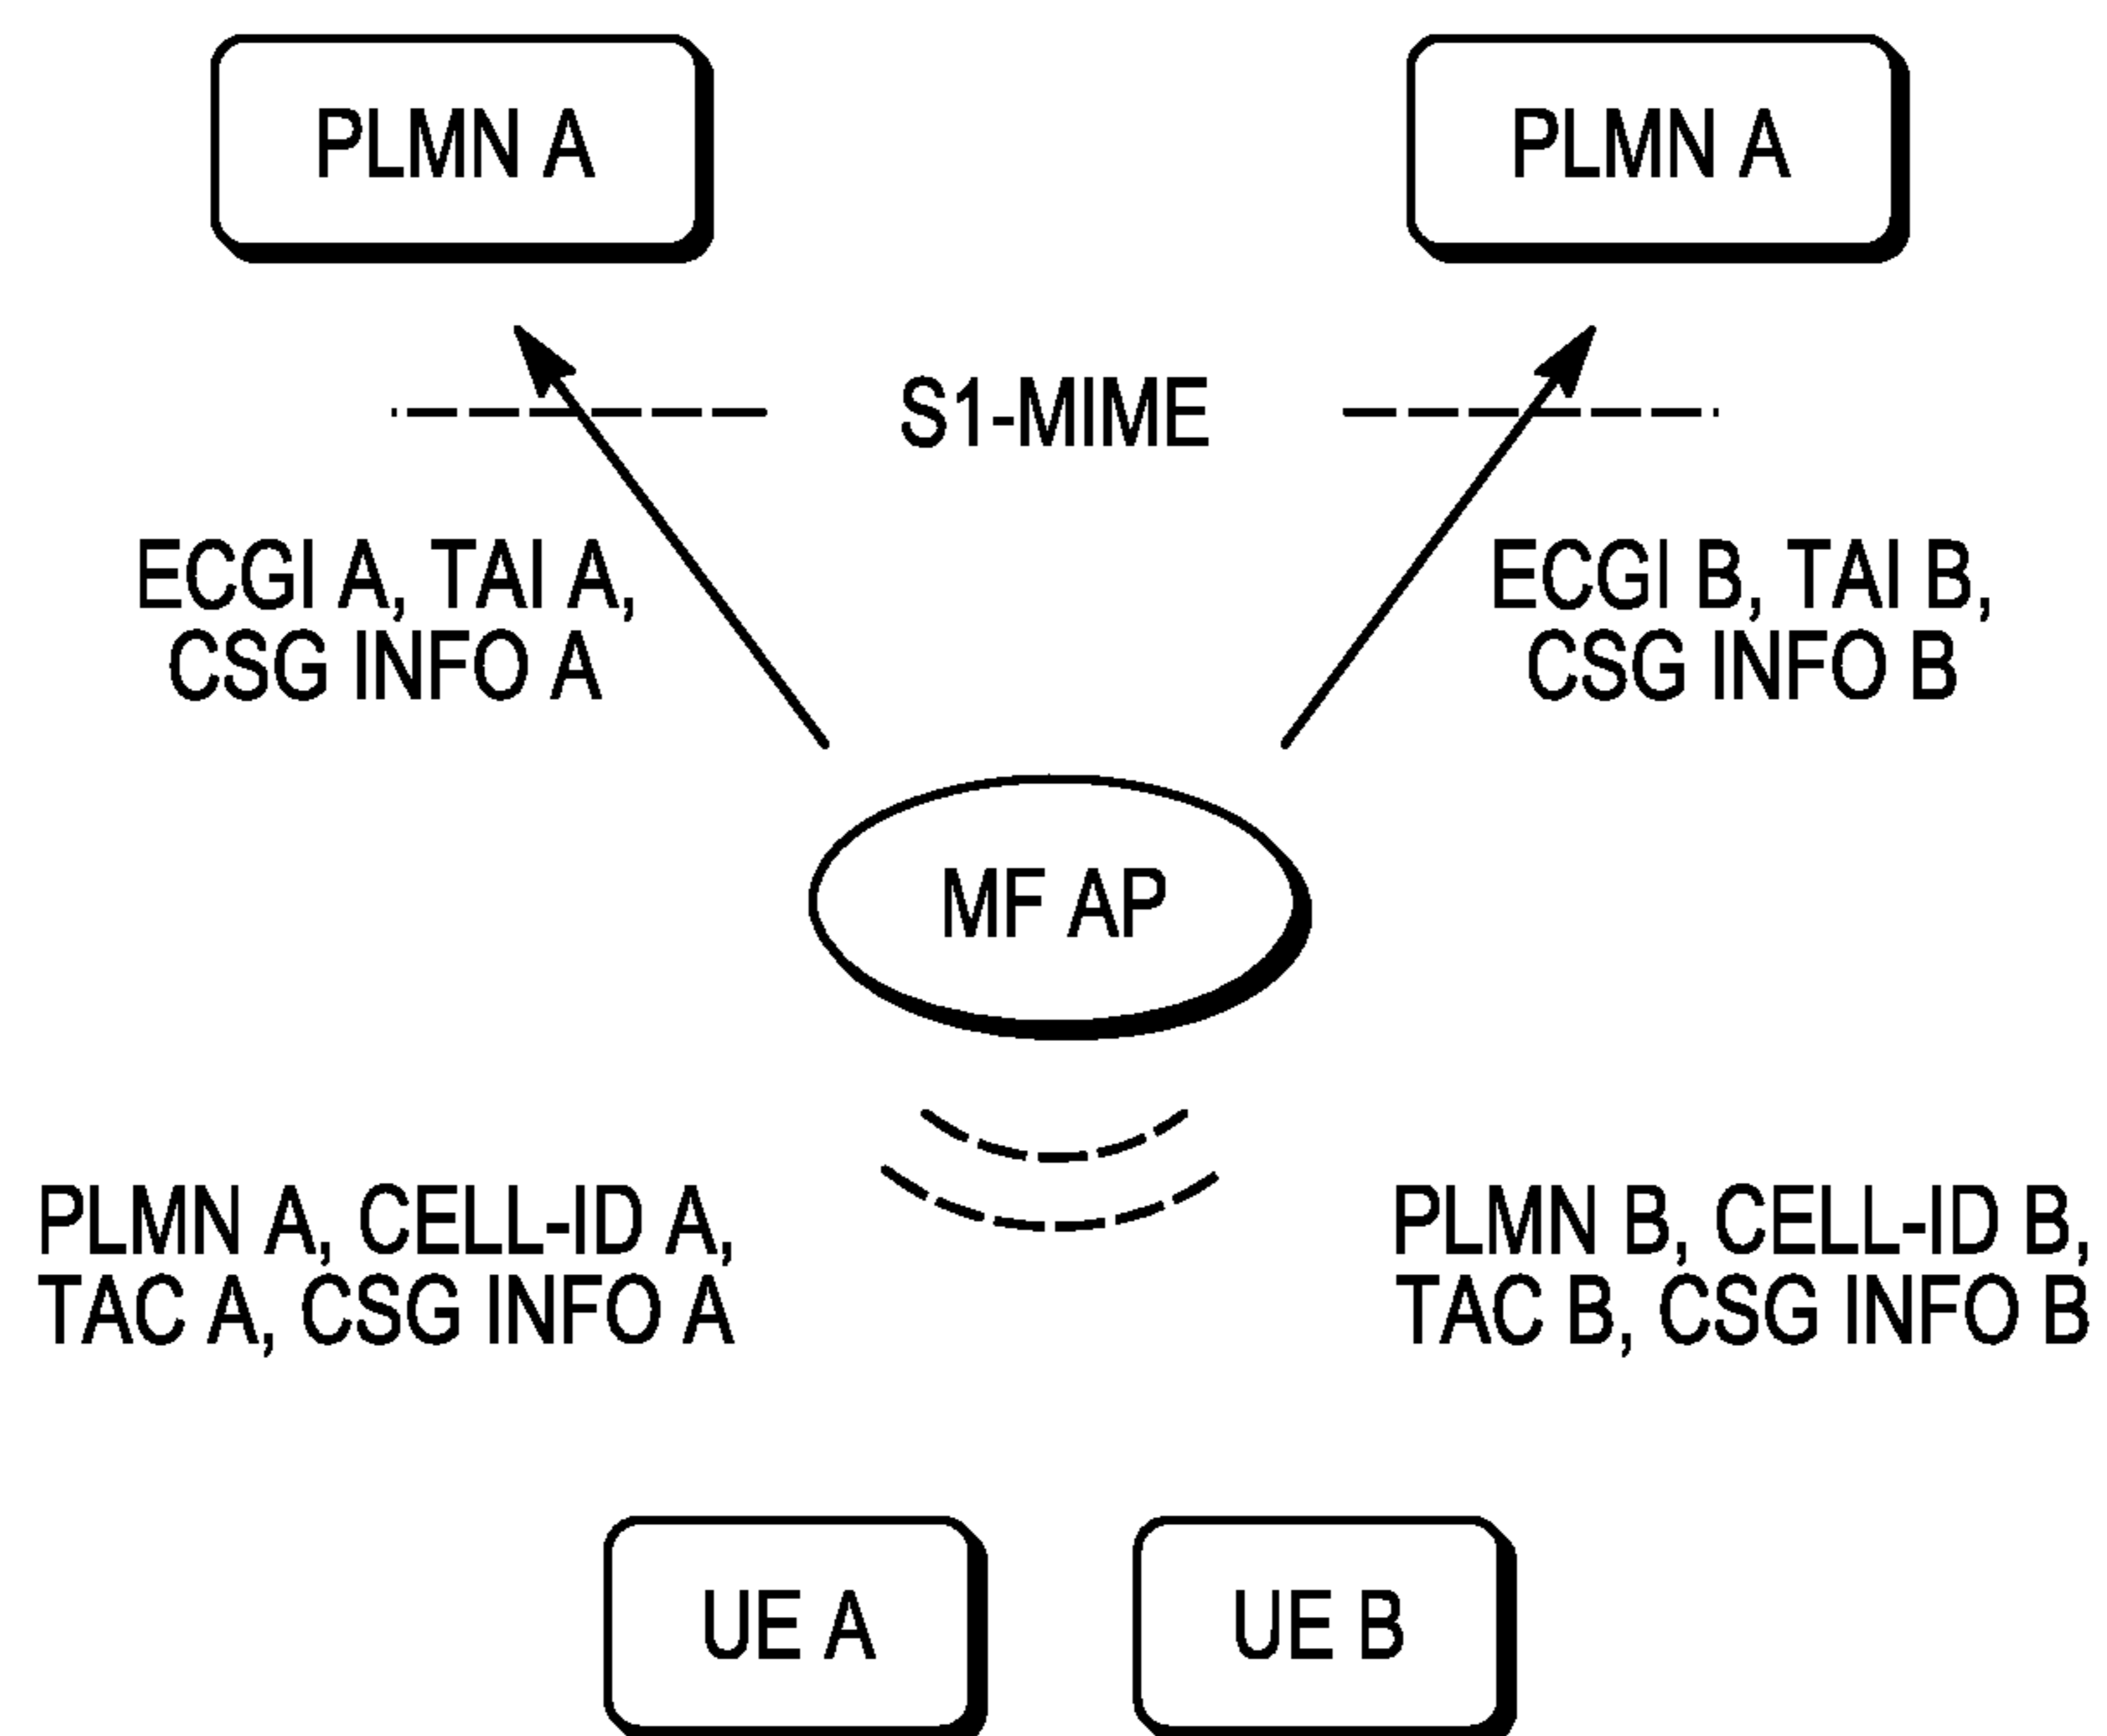 PLMN A
PLMN A
S1-MIME
ECGI A, TAI A,
CSG INFO A
ECGI B, TAI B,
CSG INFO B
MF AP
PLMN A, CELL-ID A,
TAC A, CSG INFO A
PLMN B, CELL-ID B,
TAC B, CSG INFO B
UE A
UE B